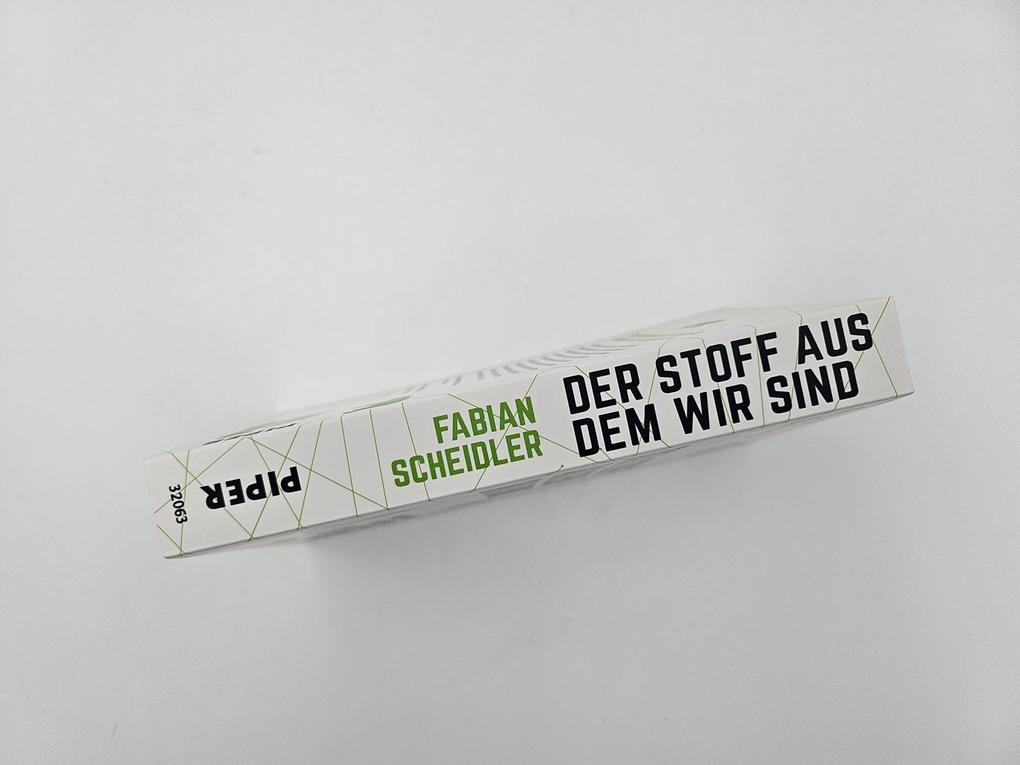 FABIAN
SCHEIDLER
DER STOFF AUS
DEM WIR SIND
PIPER
32063